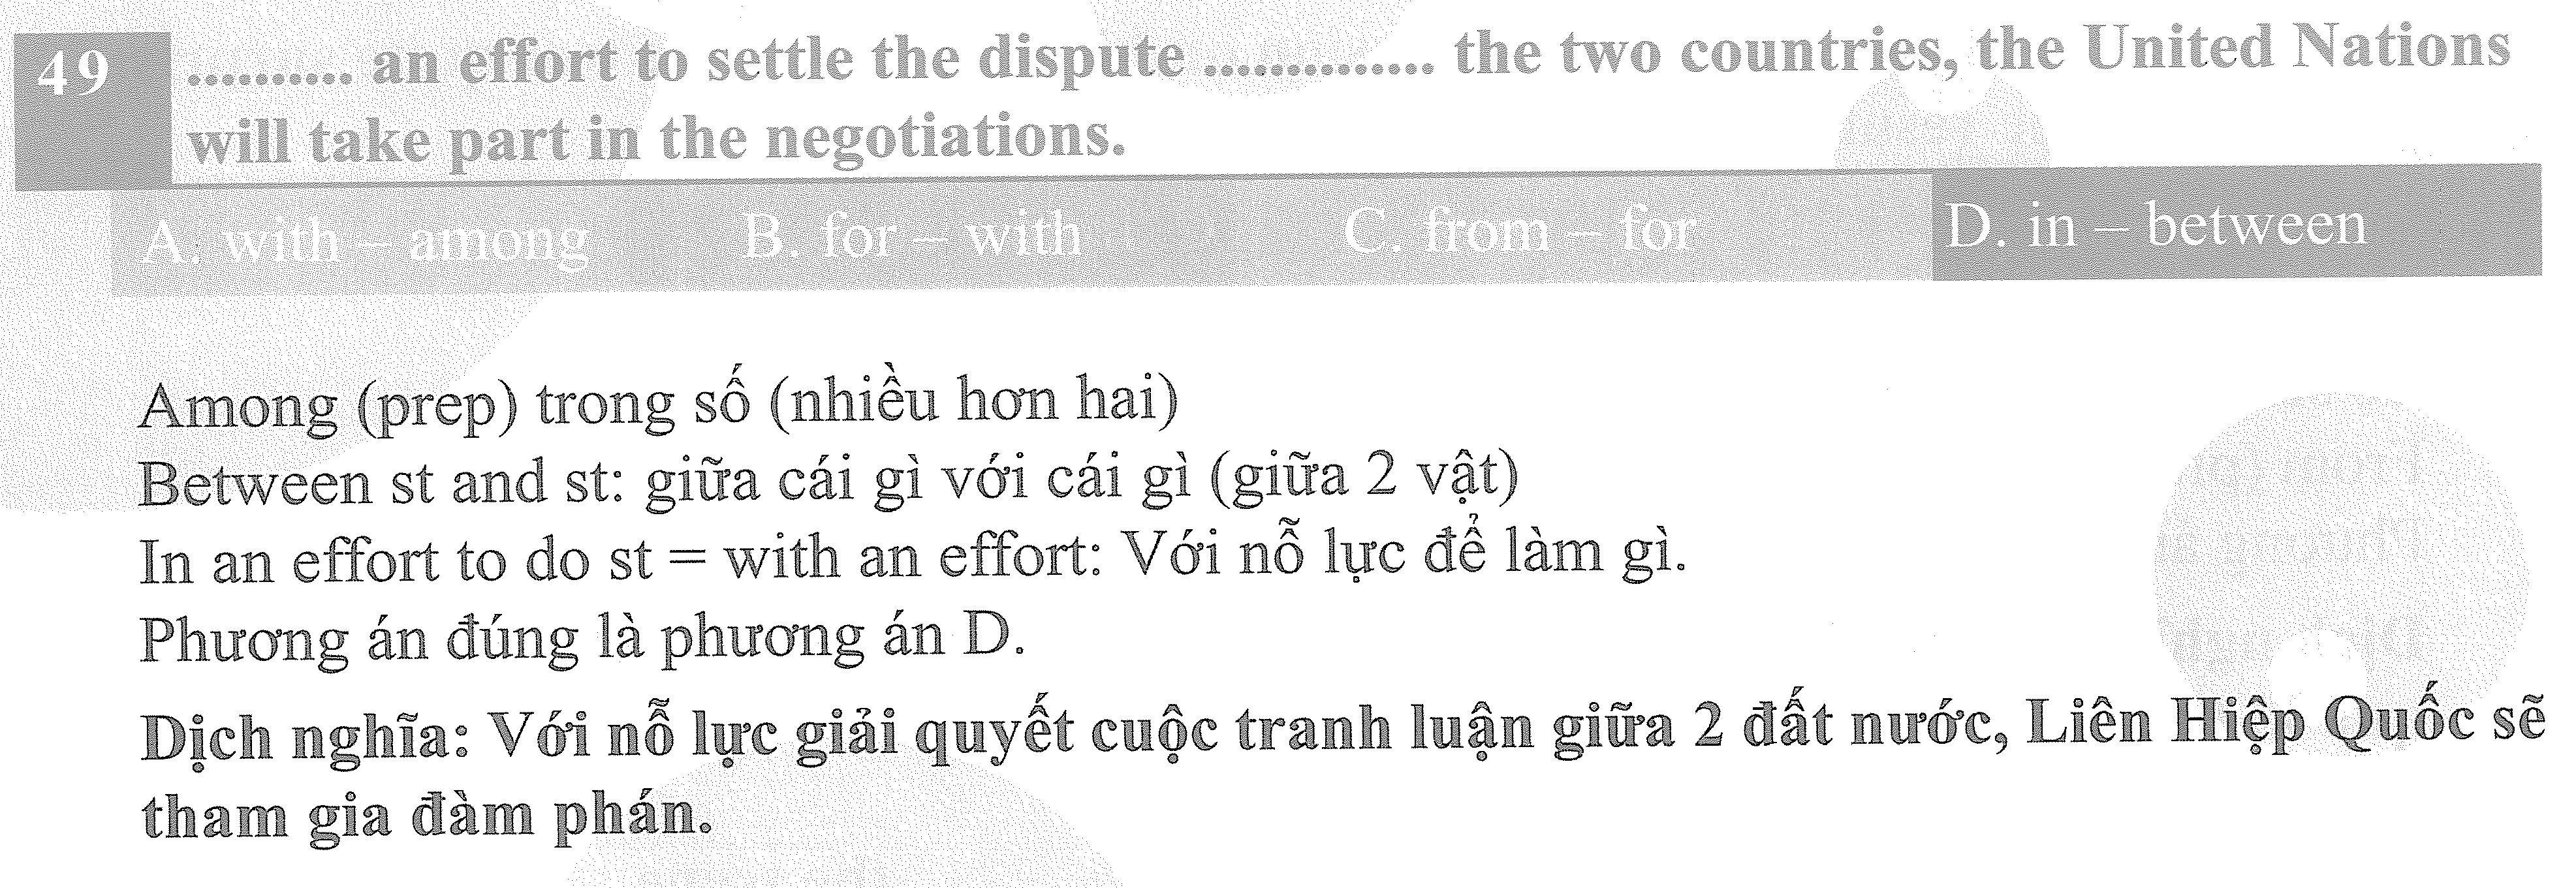 49
.......... an effort to settle the dispute .............. the two countries, the United Nations
will take part in the negotiations.
A. with – among B. for – with C. from – for D. in – between
Among (prep) trong số (nhiều hơn hai)
Between st and st: giữa cái gì với cái gì (giữa 2 vật)
In an effort to do st = with an effort: Với nỗ lực để làm gì.
Phương án đúng là phương án D.
Dịch nghĩa: Với nỗ lực giải quyết cuộc tranh luận giữa 2 đất nước, Liên Hiệp Quốc sẽ
tham gia đàm phán.